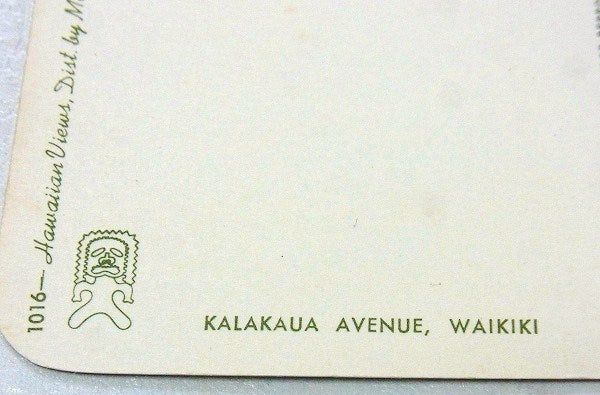 1016— Hawaiian Views, Dist. by M
KALAKAUA AVENUE, WAIKIKI